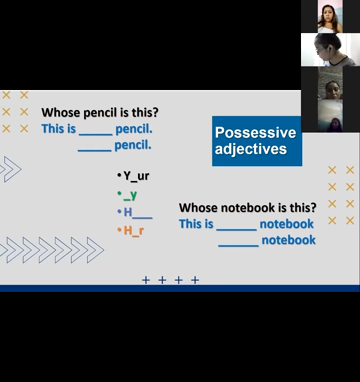 Whose pencil is this?
This is _____ pencil.
_____ pencil.
Possessive
adjectives
• Y_ur
• _y
• H___
• H_r
Whose notebook is this?
This is ______ notebook
______ notebook